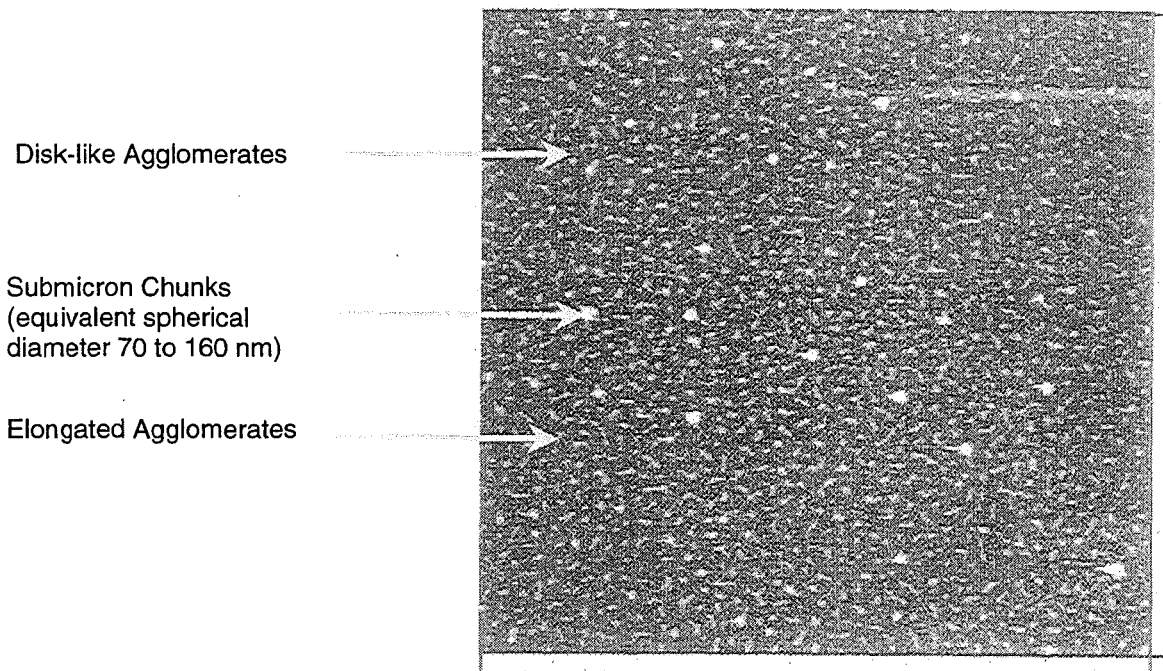 Disk-like Agglomerates
Submicron Chunks
(equivalent spherical
diameter 70 to 160 nm)
Elongated Agglomerates